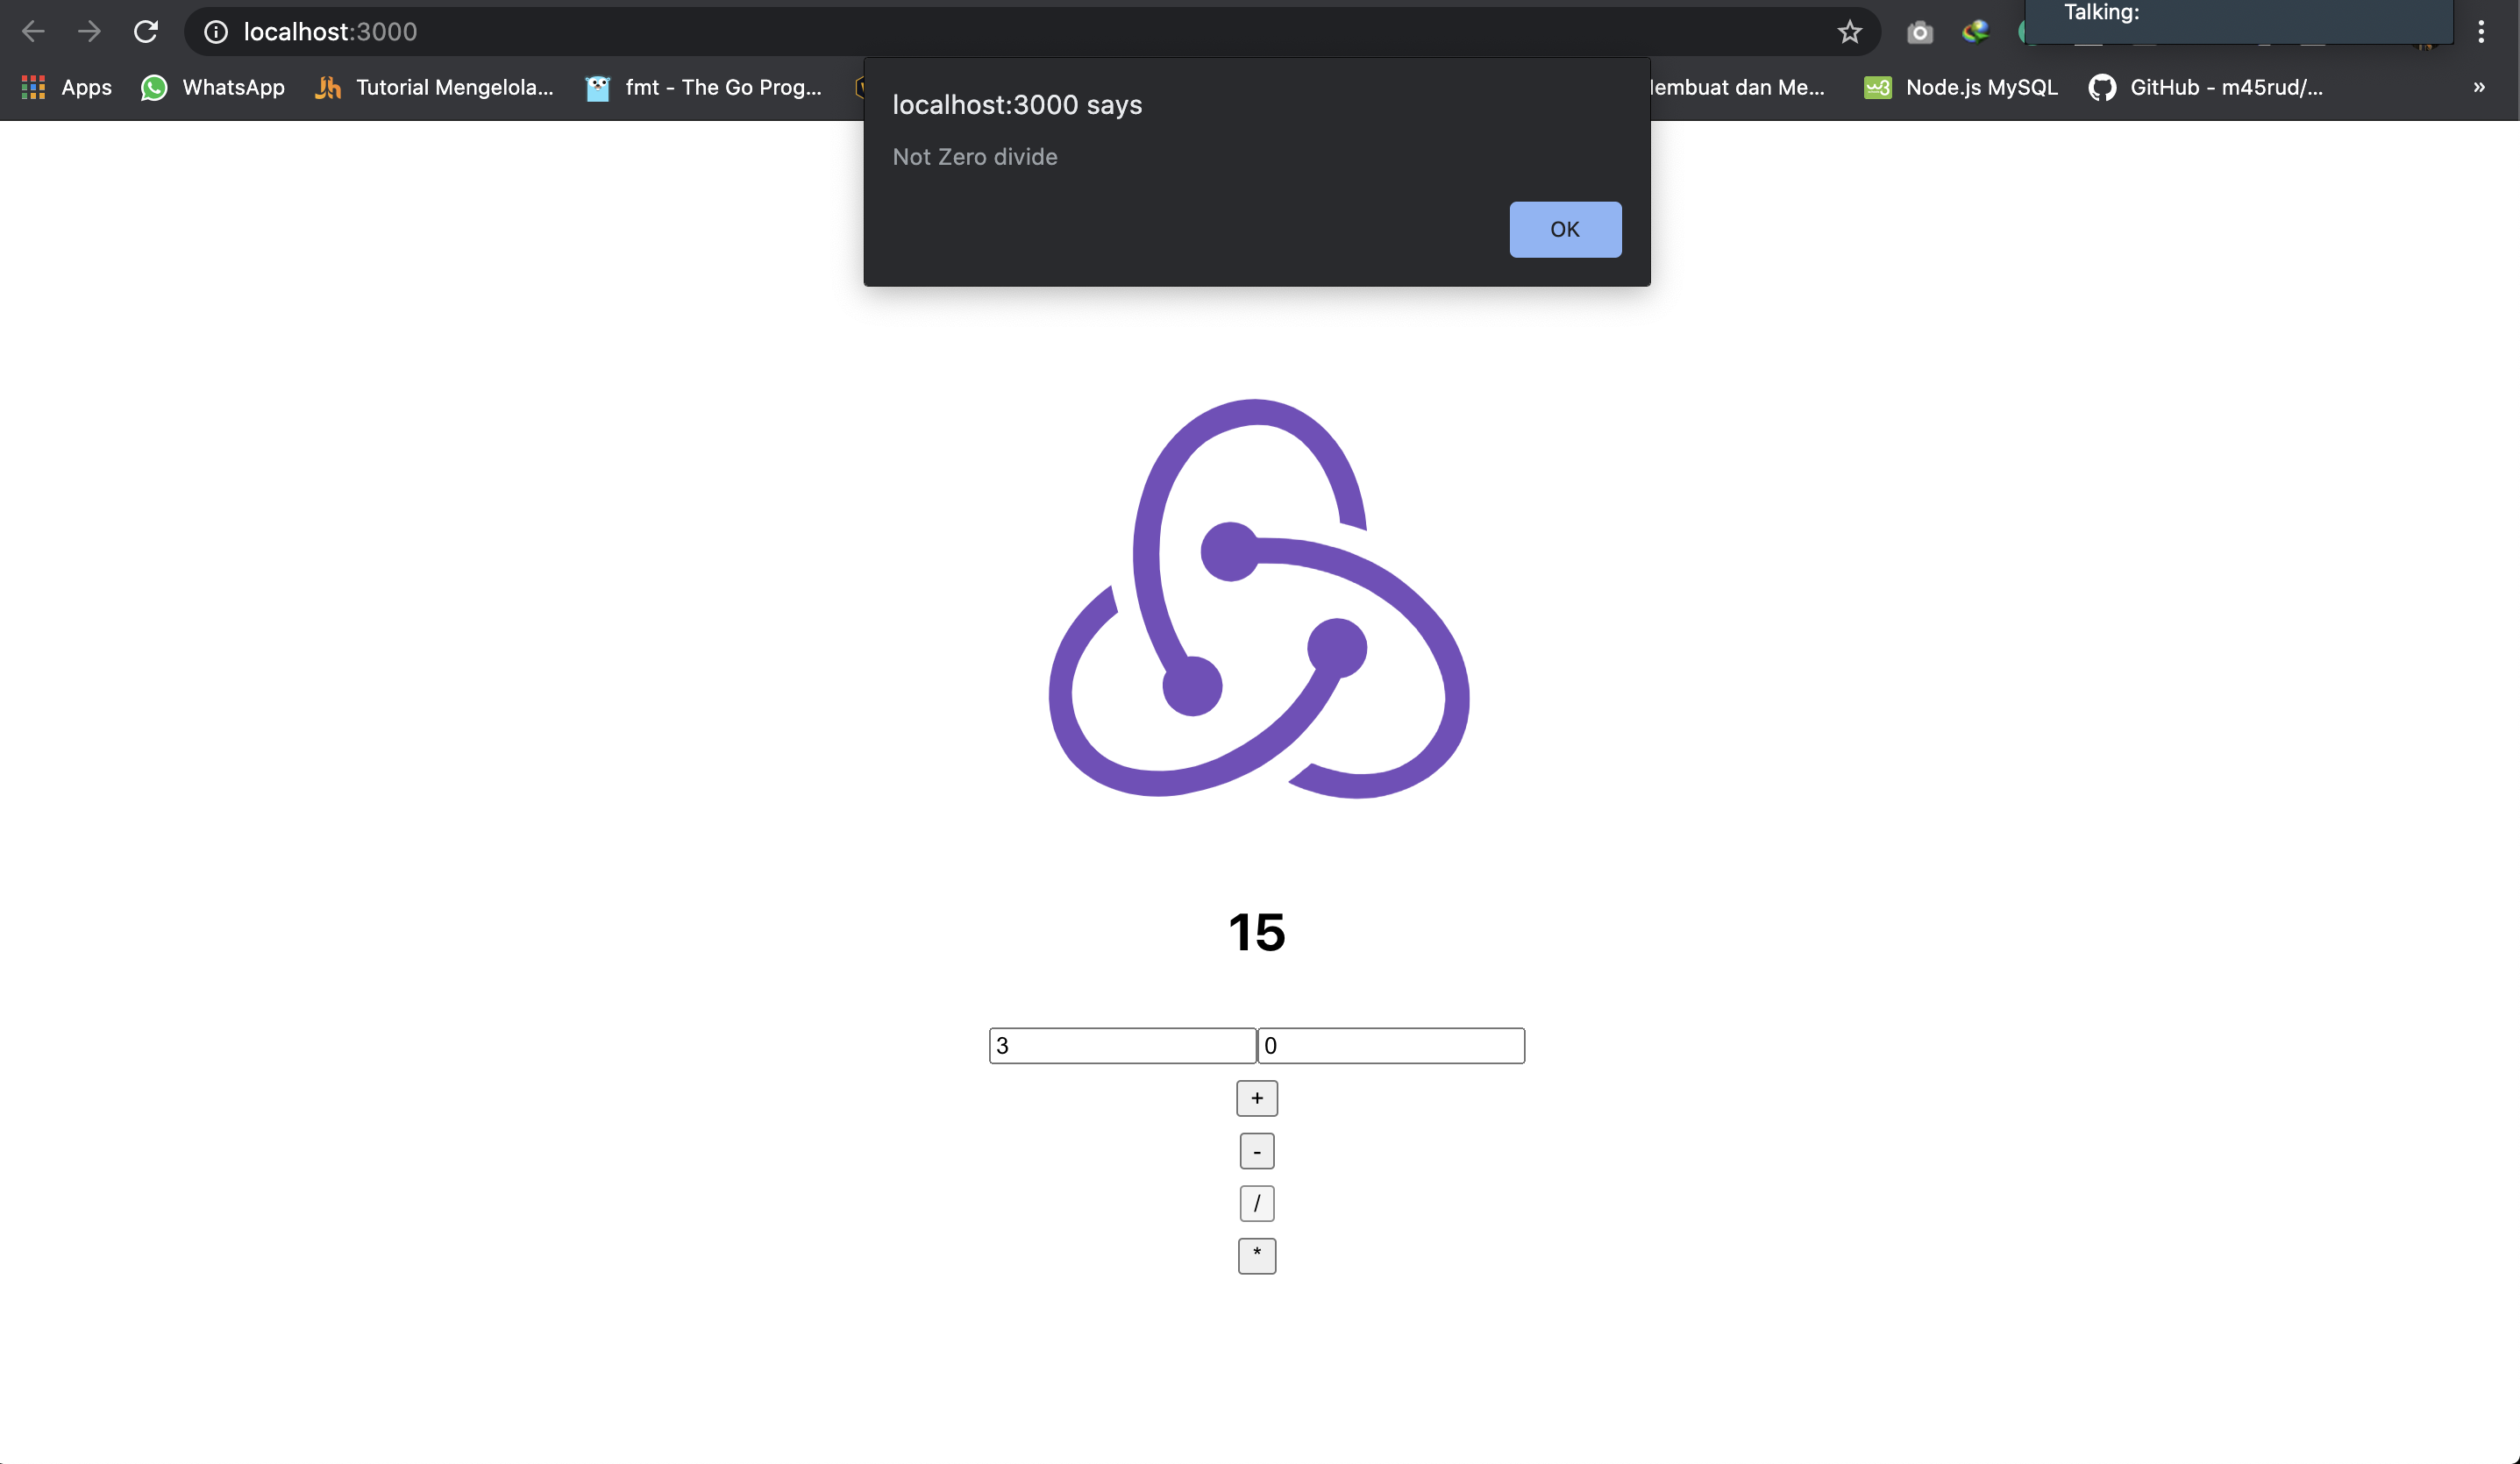 localhost:3000
Talking:
Apps WhatsApp Tutorial Mengelola... fmt - The Go Prog... embuat dan Me... Node.js MySQL GitHub - m45rud/... »
localhost:3000 says
Not Zero divide
OK
15
3 0
+
-
/
*